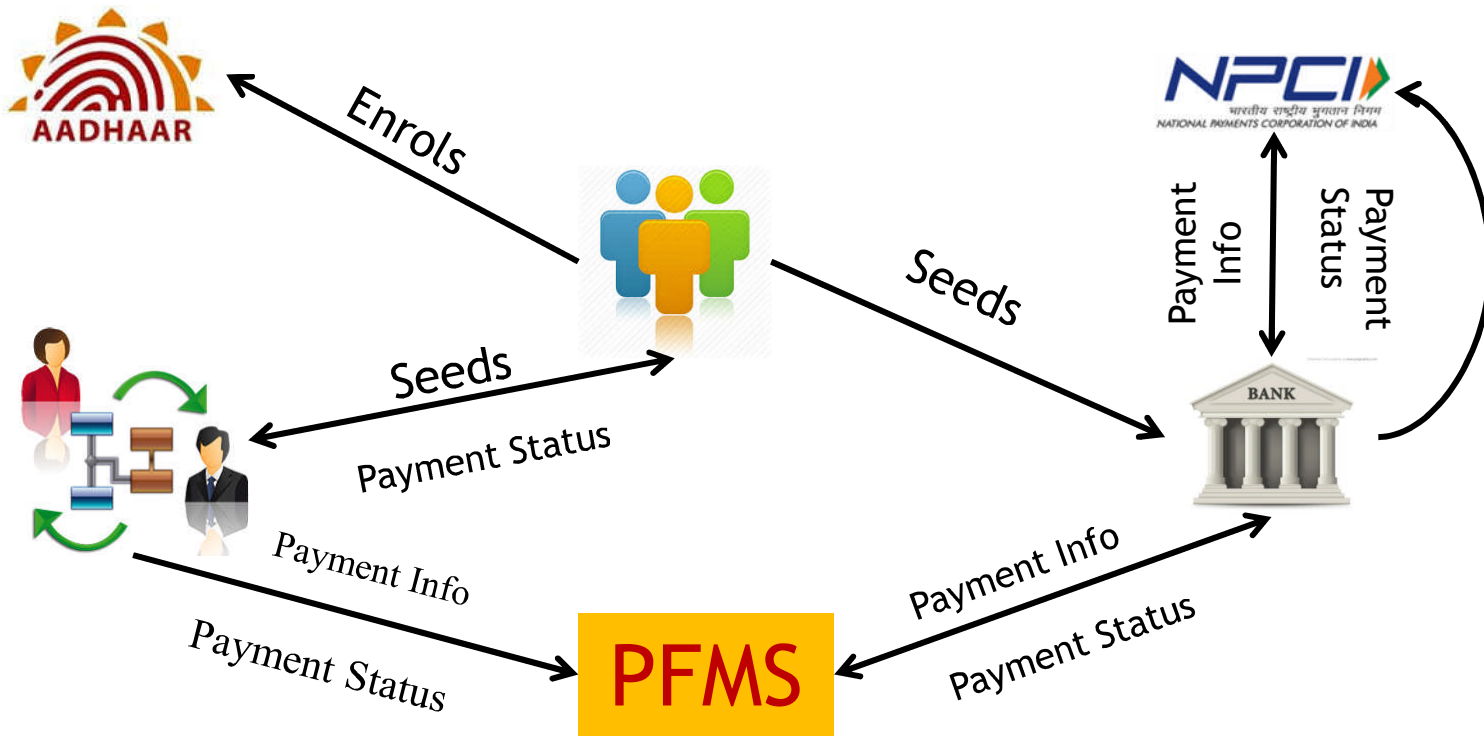 AADHAAR
Enrols
NPCI
भारतीय राष्ट्रीय भुगतान निगम
NATIONAL PAYMENTS CORPORATION OF INDIA
Seeds
Payment
Info
Payment
Status
Seeds
Payment Status
BANK
Payment Info
Payment Status
PFMS
Payment Info
Payment Status